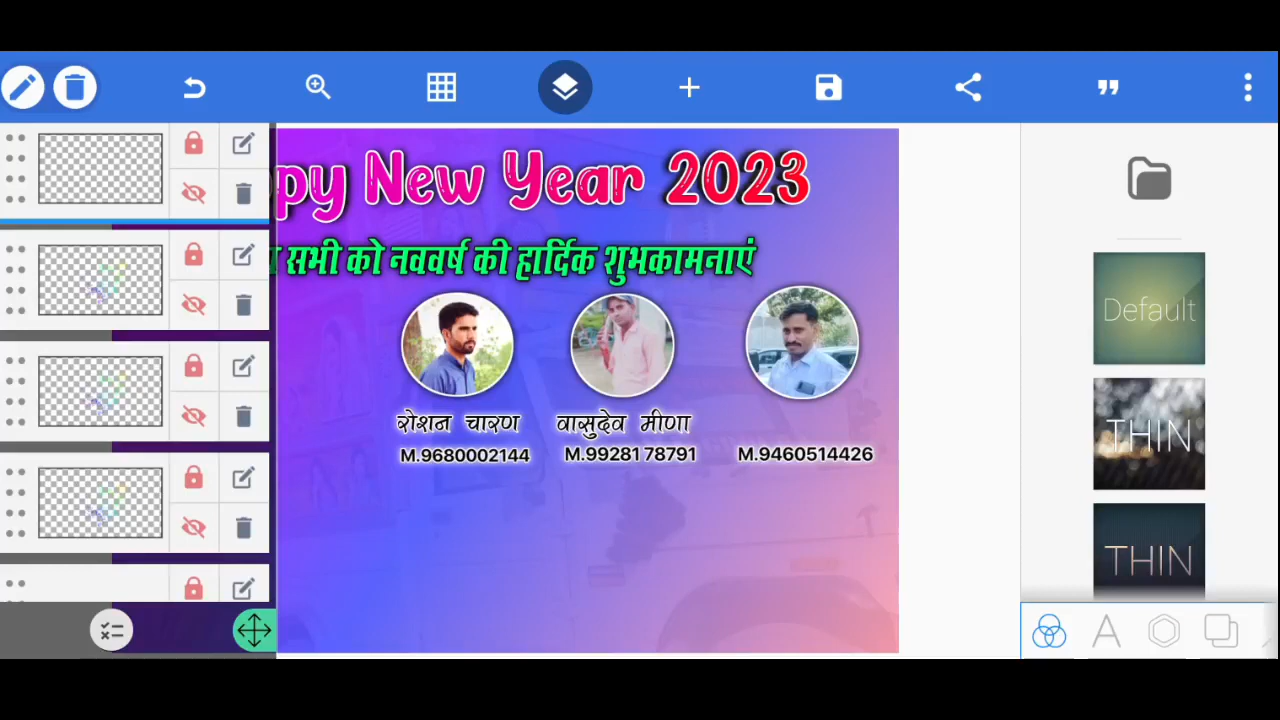 py New Year 2023
सभी को नववर्ष की हार्दिक शुभकामनाएं
रोशन चारण वासुदेव मीणा
M.9680002144 M.9928178791 M.9460514426
Default
THIN
THIN